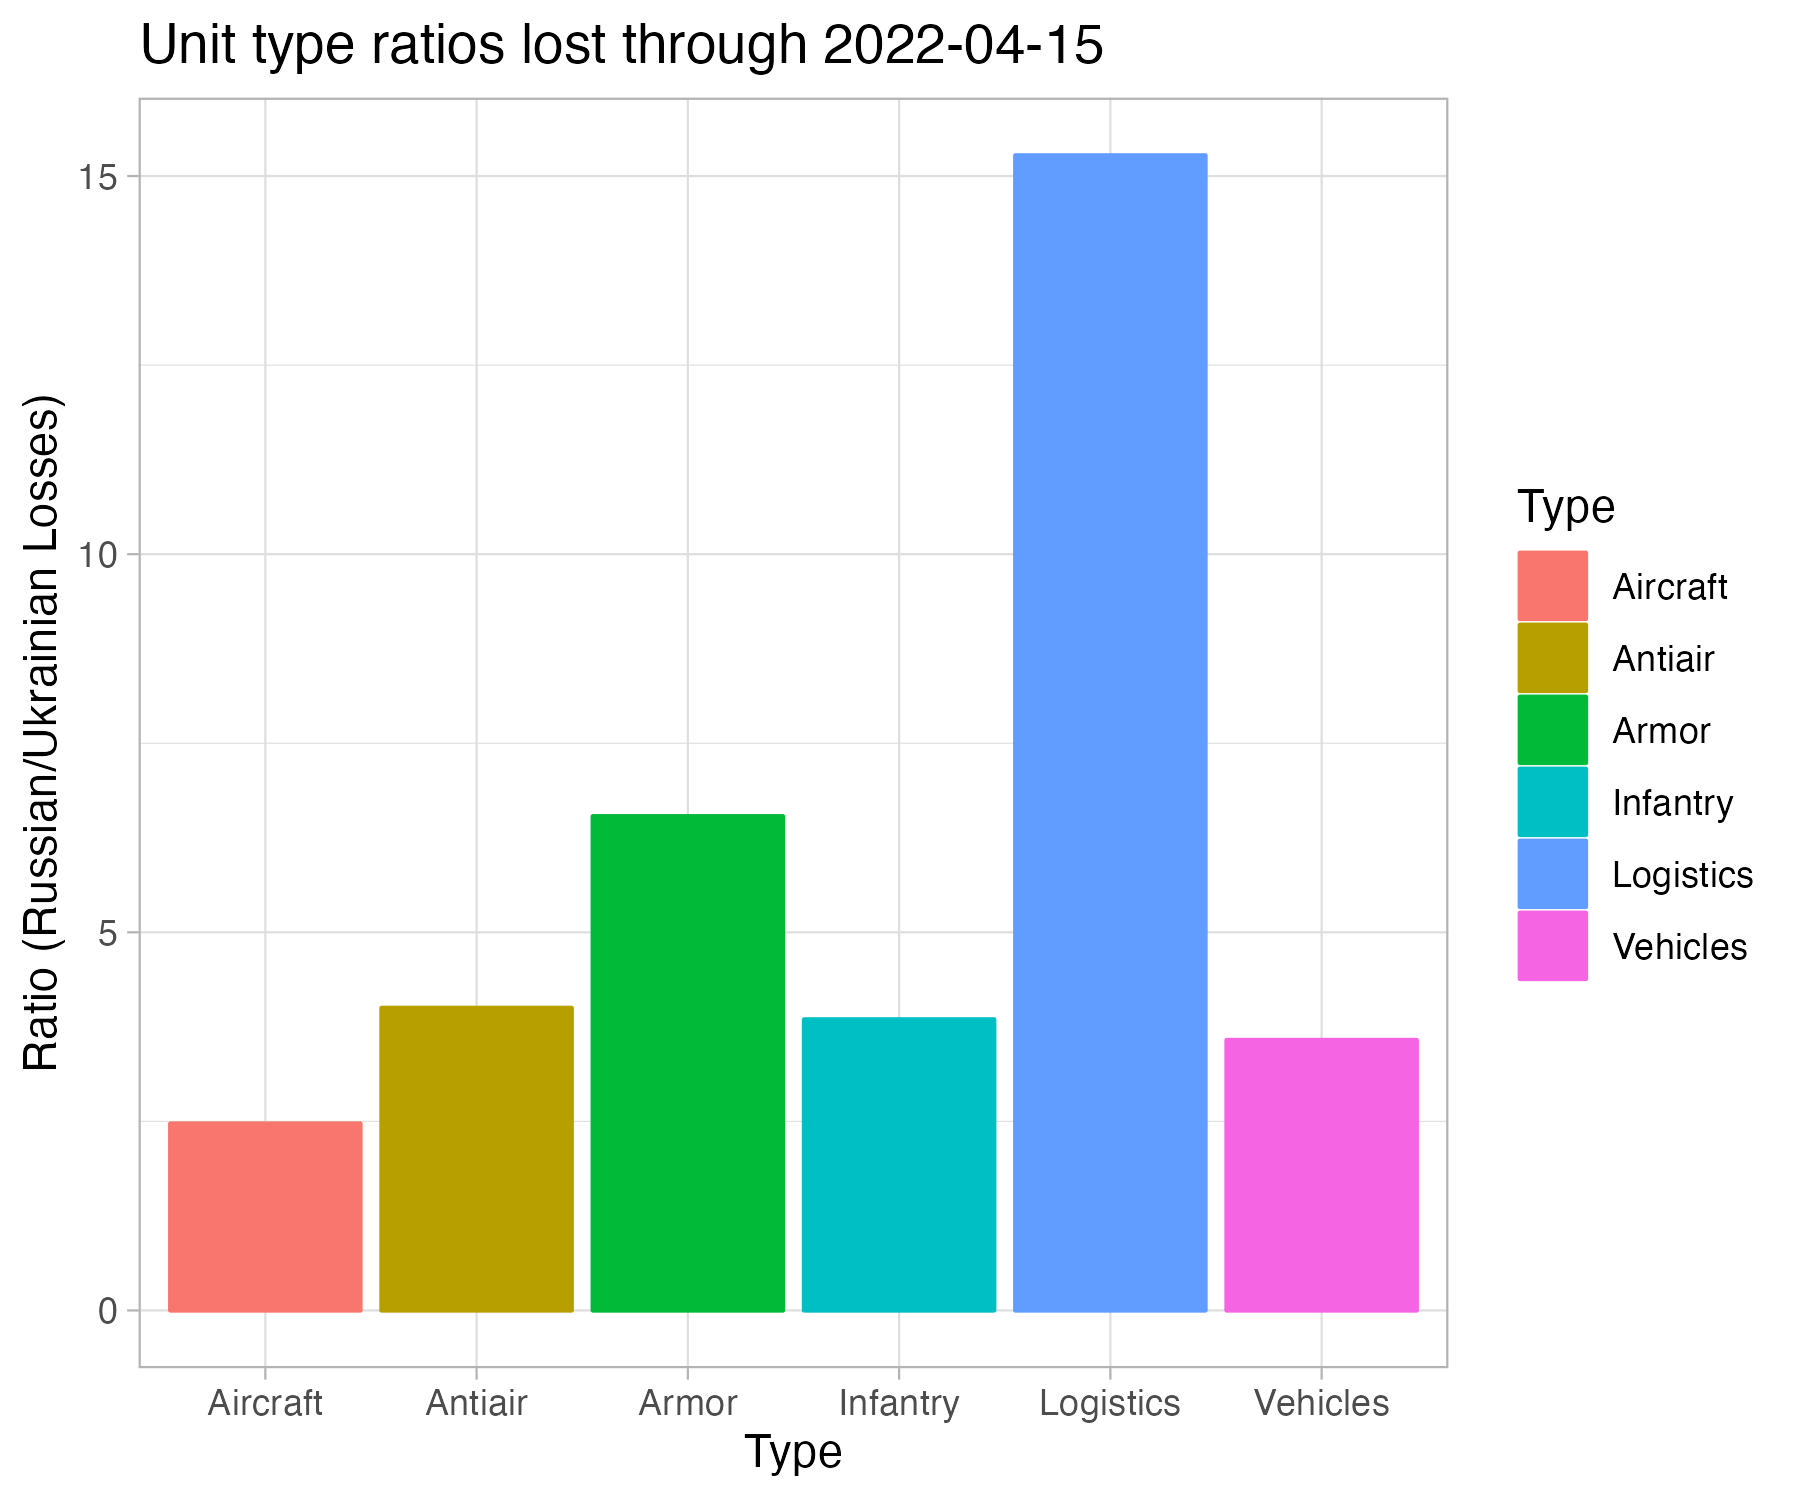 Unit type ratios lost through 2022-04-15
Ratio (Russian/Ukrainian Losses)
15
10
5
0
Aircraft
Antiair
Armor
Infantry
Logistics
Vehicles
Type
Type
Aircraft
Antiair
Armor
Infantry
Logistics
Vehicles